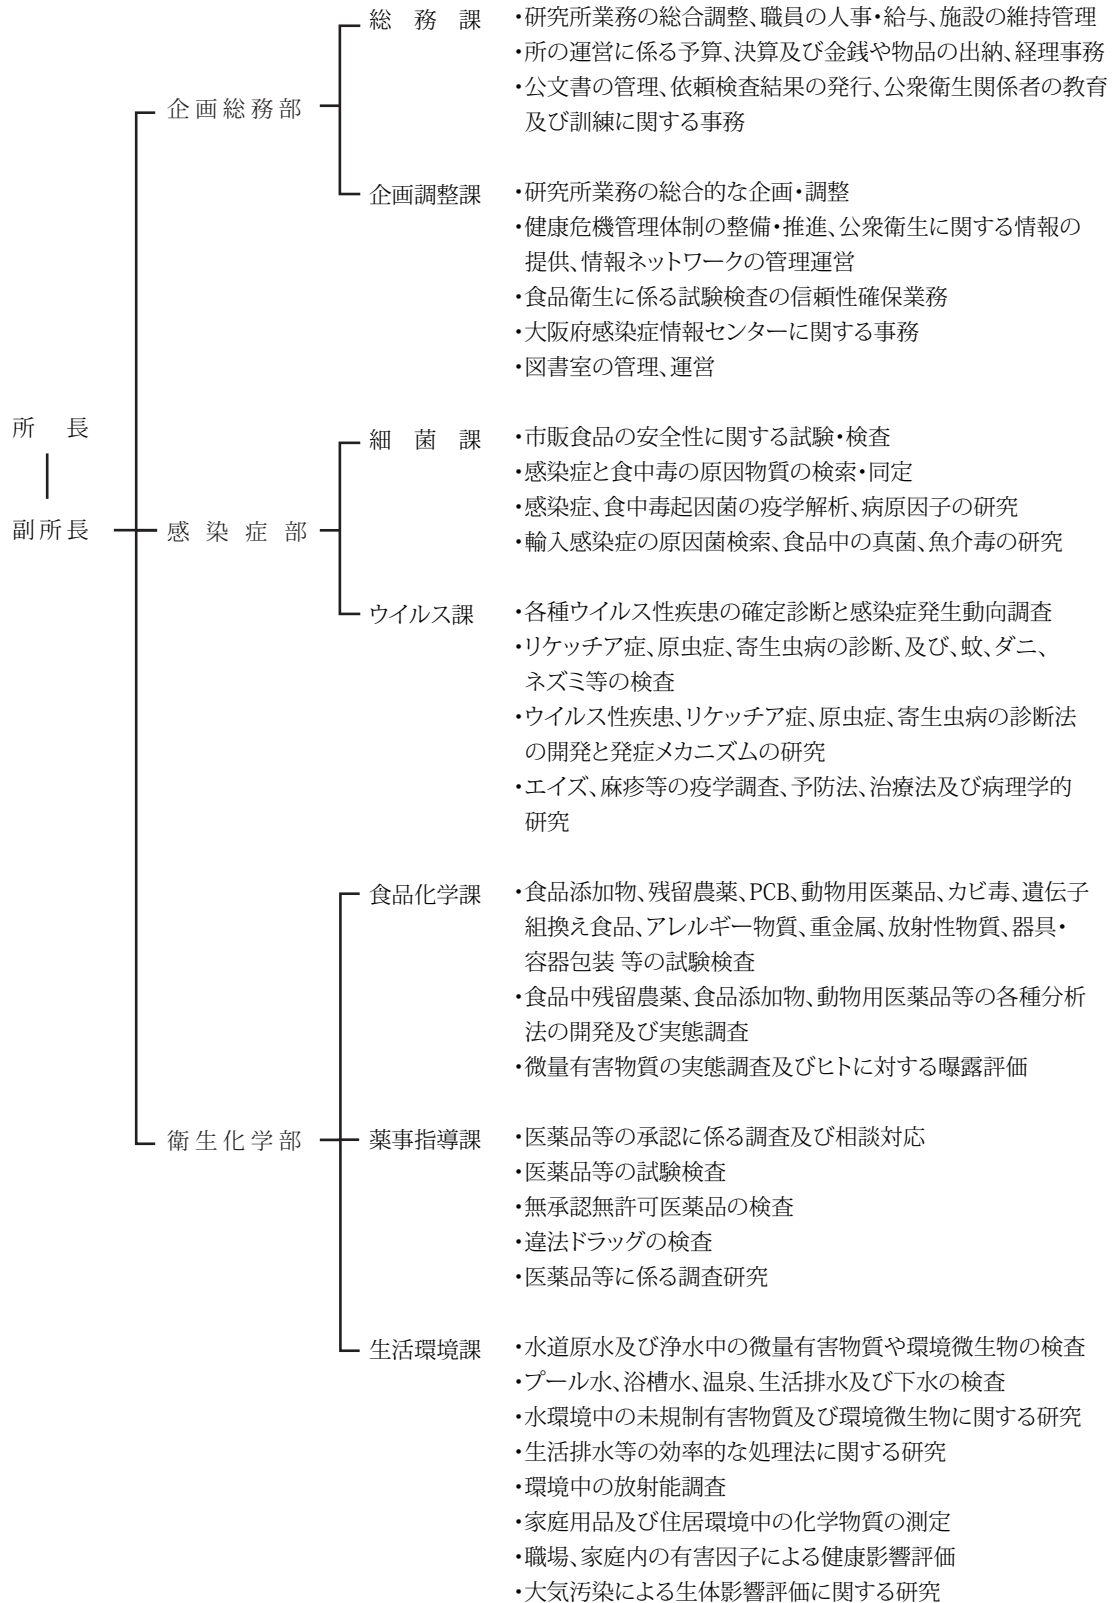 所　長
副所長
企画総務部
総　務　課
・研究所業務の総合調整、職員の人事・給与、施設の維持管理
・所の運営に係る予算、決算及び金銭や物品の出納、経理事務
・公文書の管理、依頼検査結果の発行、公衆衛生関係者の教育
及び訓練に関する事務
企画調整課
・研究所業務の総合的な企画・調整
・健康危機管理体制の整備・推進、公衆衛生に関する情報の
提供、情報ネットワークの管理運営
・食品衛生に係る試験検査の信頼性確保業務
・大阪府感染症情報センターに関する事務
・図書室の管理、運営
感染症部
細　菌　課
・市販食品の安全性に関する試験・検査
・感染症と食中毒の原因物質の検索・同定
・感染症、食中毒起因菌の疫学解析、病原因子の研究
・輸入感染症の原因菌検索、食品中の真菌、魚介毒の研究
ウイルス課
・各種ウイルス性疾患の確定診断と感染症発生動向調査
・リケッチア症、原虫症、寄生虫病の診断、及び、蚊、ダニ、
ネズミ等の検査
・ウイルス性疾患、リケッチア症、原虫症、寄生虫病の診断法
の開発と発症メカニズムの研究
・エイズ、麻疹等の疫学調査、予防法、治療法及び病理学的
研究
衛生化学部
食品化学課
・食品添加物、残留農薬、PCB、動物用医薬品、カビ毒、遺伝子
組換え食品、アレルギー物質、重金属、放射性物質、器具・
容器包装 等の試験検査
・食品中残留農薬、食品添加物、動物用医薬品等の各種分析
法の開発及び実態調査
・微量有害物質の実態調査及びヒトに対する曝露評価
薬事指導課
・医薬品等の承認に係る調査及び相談対応
・医薬品等の試験検査
・無承認無許可医薬品の検査
・違法ドラッグの検査
・医薬品等に係る調査研究
生活環境課
・水道原水及び浄水中の微量有害物質や環境微生物の検査
・プール水、浴槽水、温泉、生活排水及び下水の検査
・水環境中の未規制有害物質及び環境微生物に関する研究
・生活排水等の効率的な処理法に関する研究
・環境中の放射能調査
・家庭用品及び住居環境中の化学物質の測定
・職場、家庭内の有害因子による健康影響評価
・大気汚染による生体影響評価に関する研究